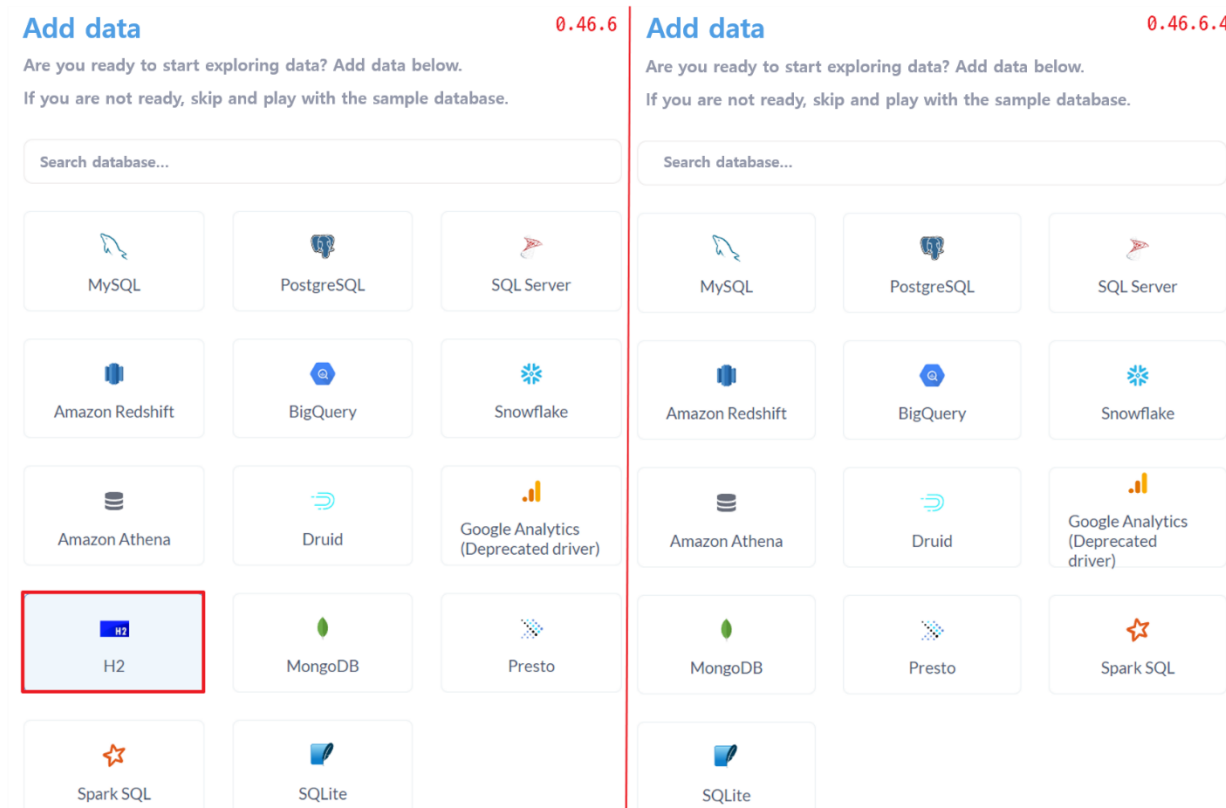 Add data
0.46.6
Are you ready to start exploring data? Add data below.
If you are not ready, skip and play with the sample database.
Search database...
MySQL
PostgreSQL
SQL Server
Amazon Redshift
BigQuery
Snowflake
Amazon Athena
Druid
Google Analytics
(Deprecated driver)
H2
H2
MongoDB
Presto
Spark SQL
SQLite
Add data
0.46.6.4
Are you ready to start exploring data? Add data below.
If you are not ready, skip and play with the sample database.
Search database...
MySQL
PostgreSQL
SQL Server
Amazon Redshift
BigQuery
Snowflake
Amazon Athena
Druid
Google Analytics
(Deprecated
driver)
MongoDB
Presto
Spark SQL
SQLite